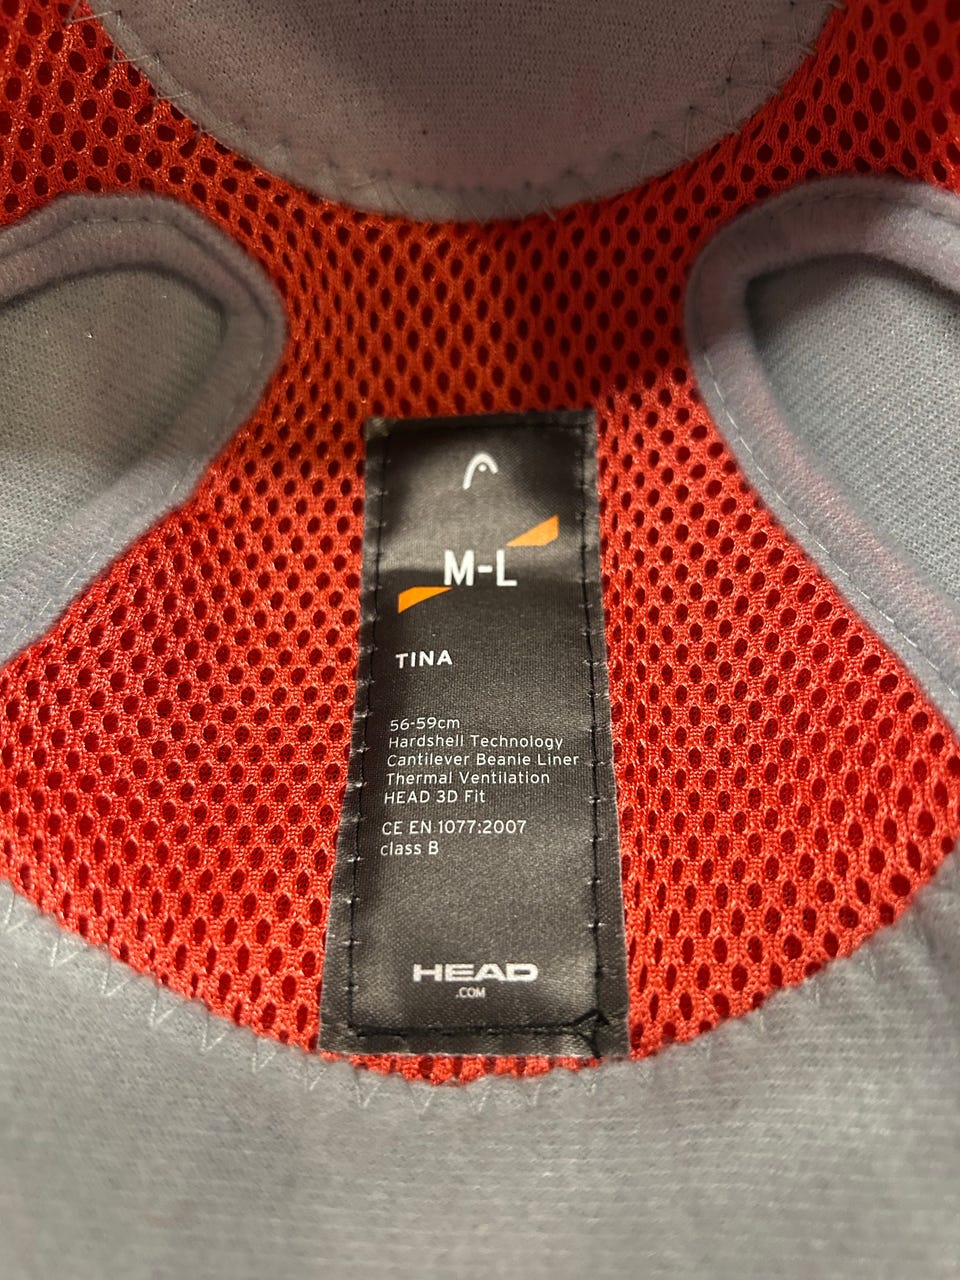 M-L
TINA
56-59cm
Hardshell Technology
Cantilever Beanie Liner
Thermal Ventilation
HEAD 3D Fit
CE EN 1077:2007
class B
HEAD
.COM